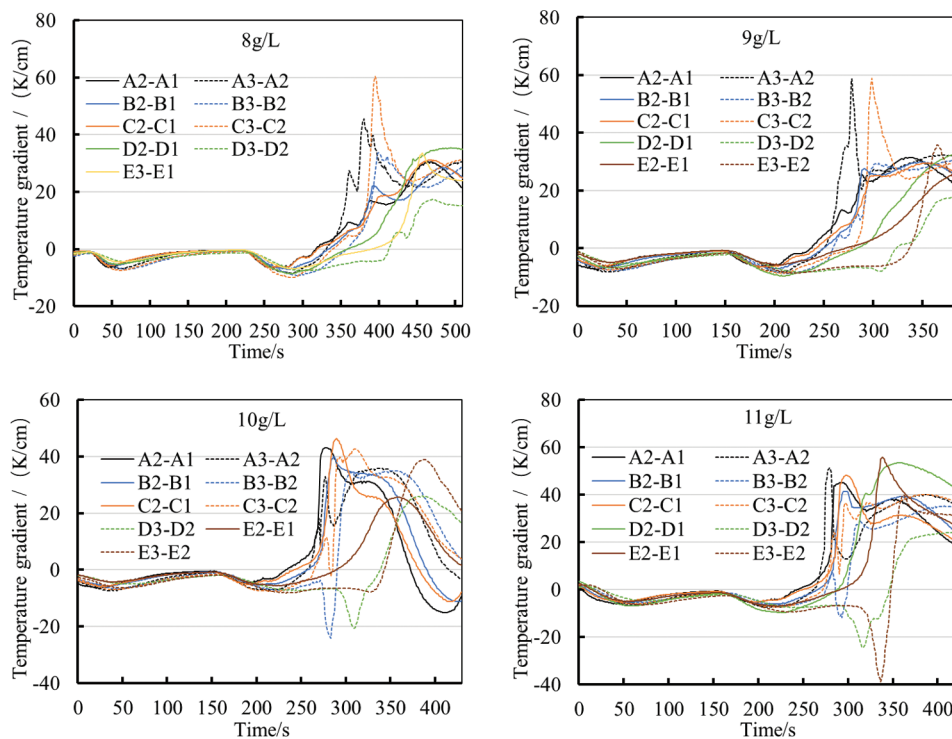 8g/L
Temperature gradient / (K/cm)
80
60
40
20
0
-20
A2-A1 A3-A2
B2-B1 B3-B2
C2-C1 C3-C2
D2-D1 D3-D2
E3-E1
0 50 100 150 200 250 300 350 400 450 500
Time/s
9g/L
Temperature gradient / (K/cm)
80
60
40
20
0
-20
A2-A1 A3-A2
B2-B1 B3-B2
C2-C1 C3-C2
D2-D1 D3-D2
E2-E1 E3-E2
0 50 100 150 200 250 300 350
Time/s
10g/L
Temperature gradient / (K/cm)
60
40
20
0
-20
-40
A2-A1 A3-A2
B2-B1 B3-B2
C2-C1 C3-C2
D3-D2 E2-E1
E3-E2
0 50 100 150 200 250 300 350 400
Time/s
11g/L
Temperature gradient / (K/cm)
80
60
40
20
0
-20
-40
A2-A1 A3-A2
B2-B1 B3-B2
C2-C1 C3-C2
D2-D1 D3-D2
E2-E1 E3-E2
0 50 100 150 200 250 300 350 400
Time/s